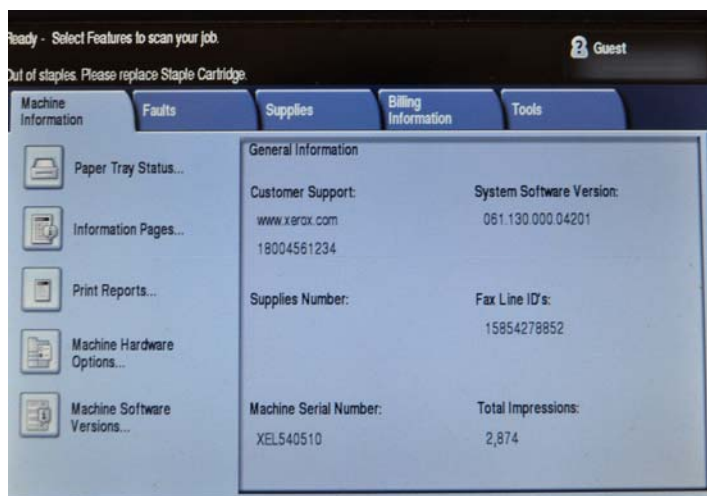 Ready - Select Features to scan your job.
Guest
Out of staples. Please replace Staple Cartridge.
Machine
Information
Faults
Supplies
Billing
Information
Tools
Paper Tray Status...
Information Pages...
Print Reports...
Machine Hardware
Options...
Machine Software
Versions...
General Information
Customer Support:
www.xerox.com
18004561234
System Software Version:
061.130.000.04201
Supplies Number:
Fax Line ID's:
15854278852
Machine Serial Number:
XEL540510
Total Impressions:
2,874